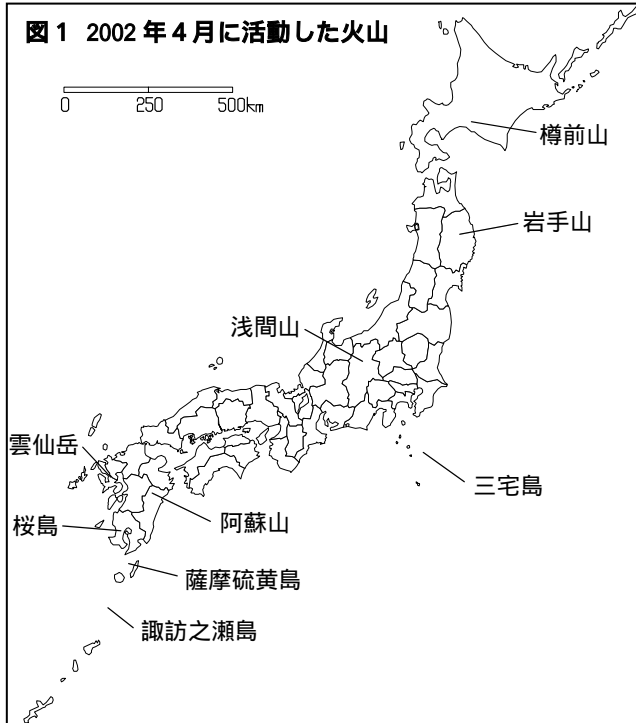 図1 2002年4月に活動した火山
0 250 500km
樽前山
岩手山
浅間山
三宅島
雲仙岳
阿蘇山
桜島
薩摩硫黄島
諏訪之瀬島